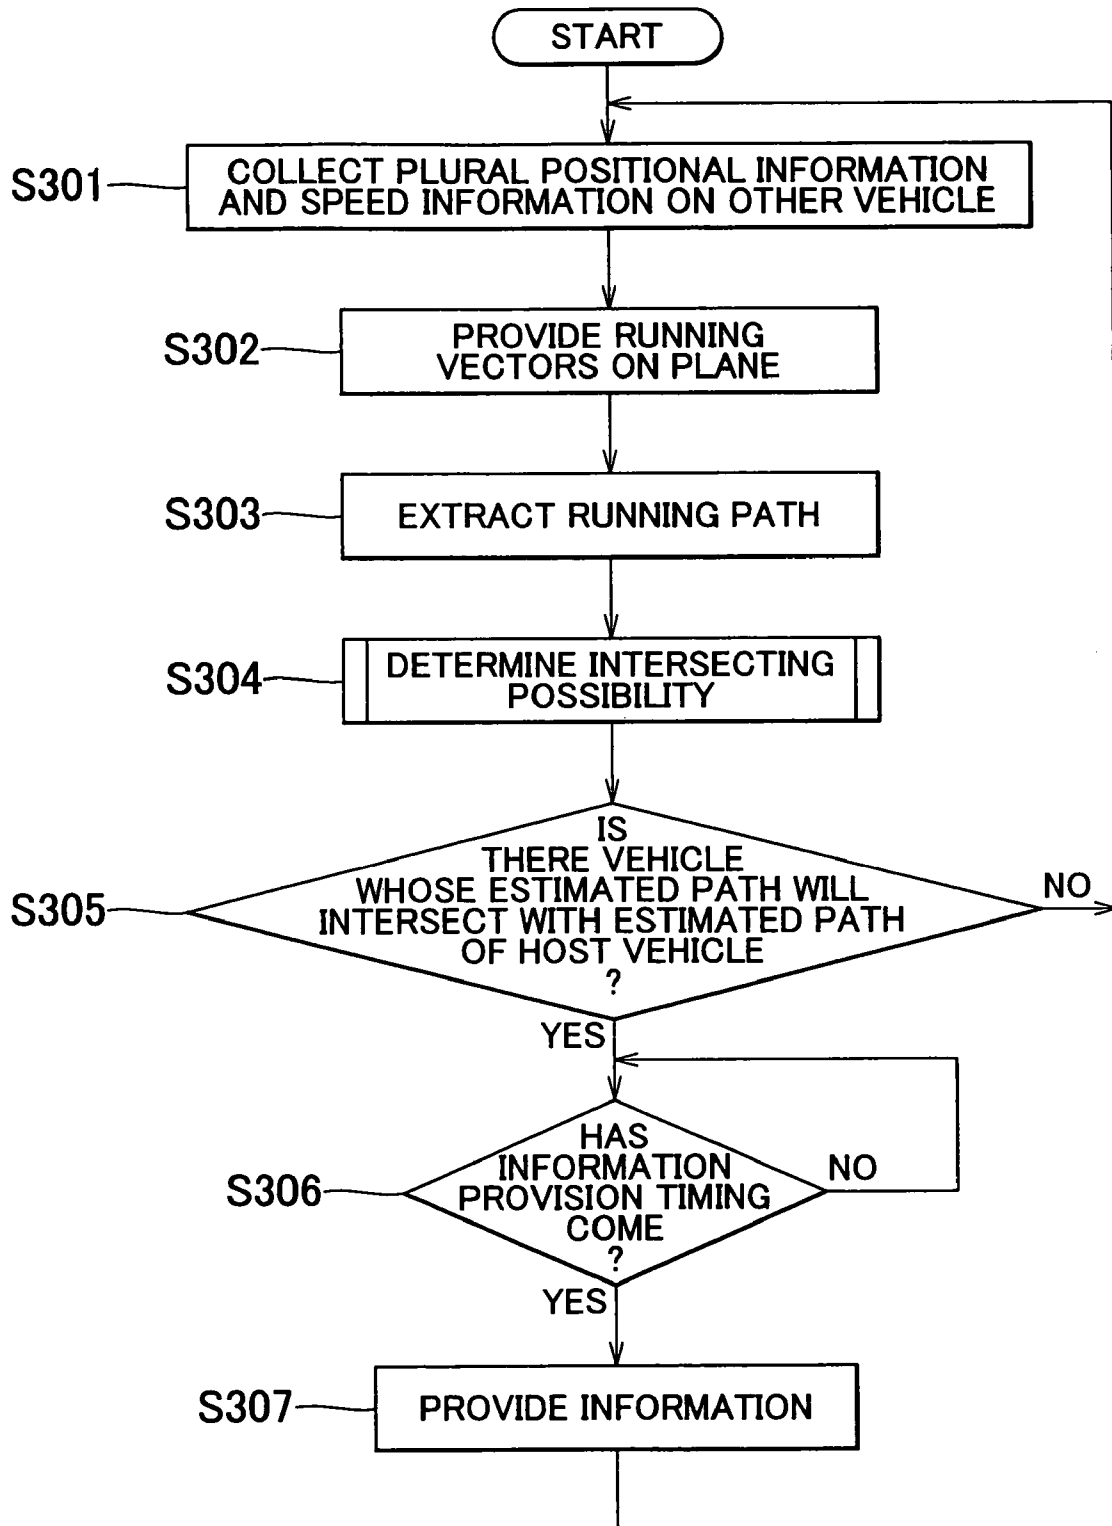 START
S301
COLLECT PLURAL POSITIONAL INFORMATION
AND SPEED INFORMATION ON OTHER VEHICLE
S302
PROVIDE RUNNING
VECTORS ON PLANE
S303
EXTRACT RUNNING PATH
S304
DETERMINE INTERSECTING
POSSIBILITY
S305
IS
THERE VEHICLE
WHOSE ESTIMATED PATH WILL
INTERSECT WITH ESTIMATED PATH
OF HOST VEHICLE
?
NO
YES
S306
HAS
INFORMATION
PROVISION TIMING
COME
?
NO
YES
S307
PROVIDE INFORMATION